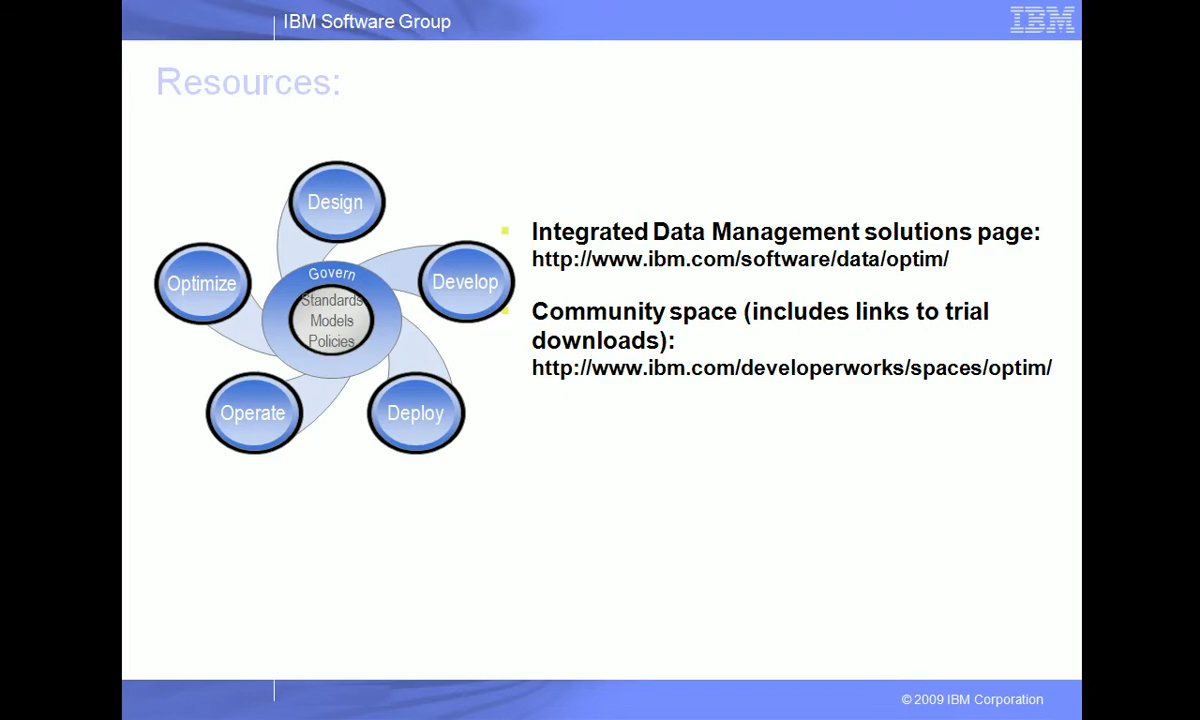 IBM Software Group
IBM
Resources:
Design
Develop
Deploy
Operate
Optimize
Govern
Standards
Models
Policies
Integrated Data Management solutions page:
http://www.ibm.com/software/data/optim/
Community space (includes links to trial
downloads):
http://www.ibm.com/developerworks/spaces/optim/
© 2009 IBM Corporation